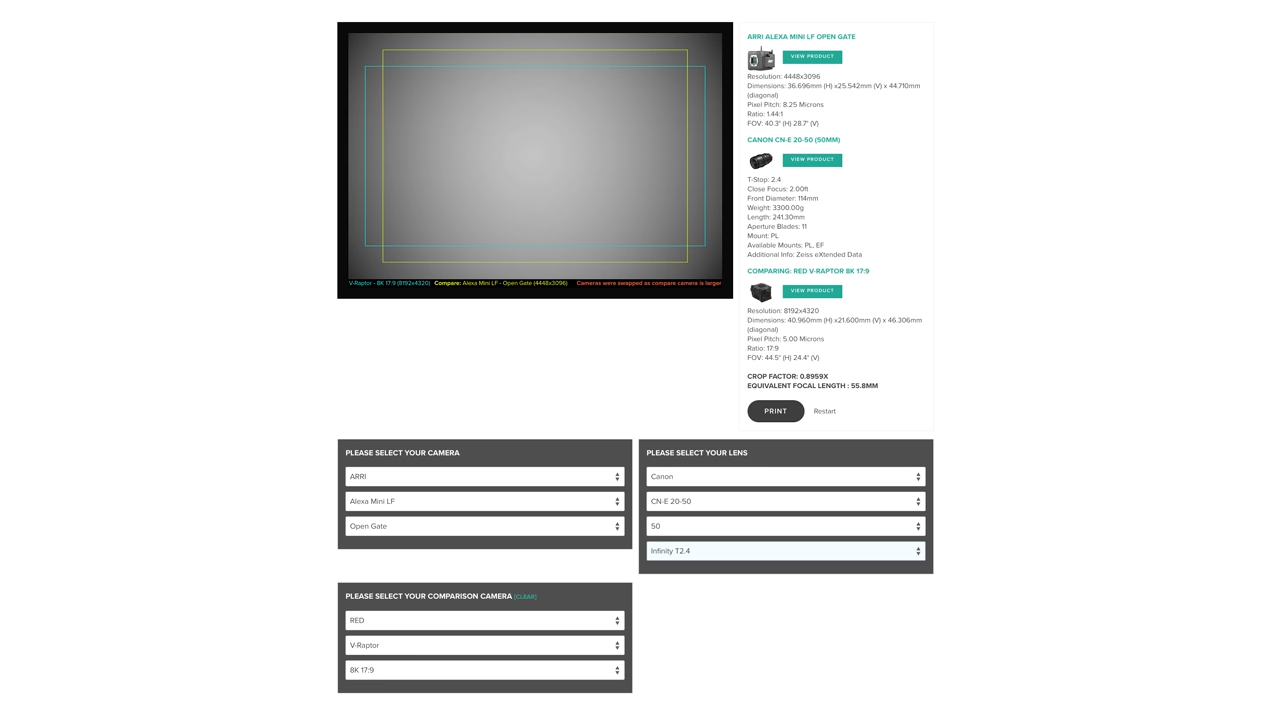 ARRI ALEXA MINI LF OPEN GATE
VIEW PRODUCT
Resolution: 4448x3096
Dimensions: 36.696mm (H) x25.542mm (V) x 44.710mm
(diagonal)
Pixel Pitch: 8.25 Microns
Ratio: 1.44:1
FOV: 40.3° (H) 28.7° (V)
CANON CN-E 20-50 (50MM)
VIEW PRODUCT
T-Stop: 2.4
Close Focus: 2.00ft
Front Diameter: 114mm
Weight: 3300.00g
Length: 241.30mm
Aperture Blades: 11
Mount: PL
Available Mounts: PL, EF
Additional Info: Zeiss eXtended Data
COMPARING: RED V-RAPTOR 8K 17:9
VIEW PRODUCT
Resolution: 8192x4320
Dimensions: 40.960mm (H) x21.600mm (V) x 46.306mm
(diagonal)
Pixel Pitch: 5.00 Microns
Ratio: 17:9
FOV: 44.5° (H) 24.4° (V)
CROP FACTOR: 0.8959X
EQUIVALENT FOCAL LENGTH : 55.8MM
PRINT Restart
V-Raptor - 8K 17:9 (8192x4320) Compare: Alexa Mini LF - Open Gate (4448x3096) Cameras were swapped as compare camera is larger
PLEASE SELECT YOUR CAMERA
ARRI
Alexa Mini LF
Open Gate
PLEASE SELECT YOUR LENS
Canon
CN-E 20-50
50
Infinity T2.4
PLEASE SELECT YOUR COMPARISON CAMERA [CLEAR]
RED
V-Raptor
8K 17:9